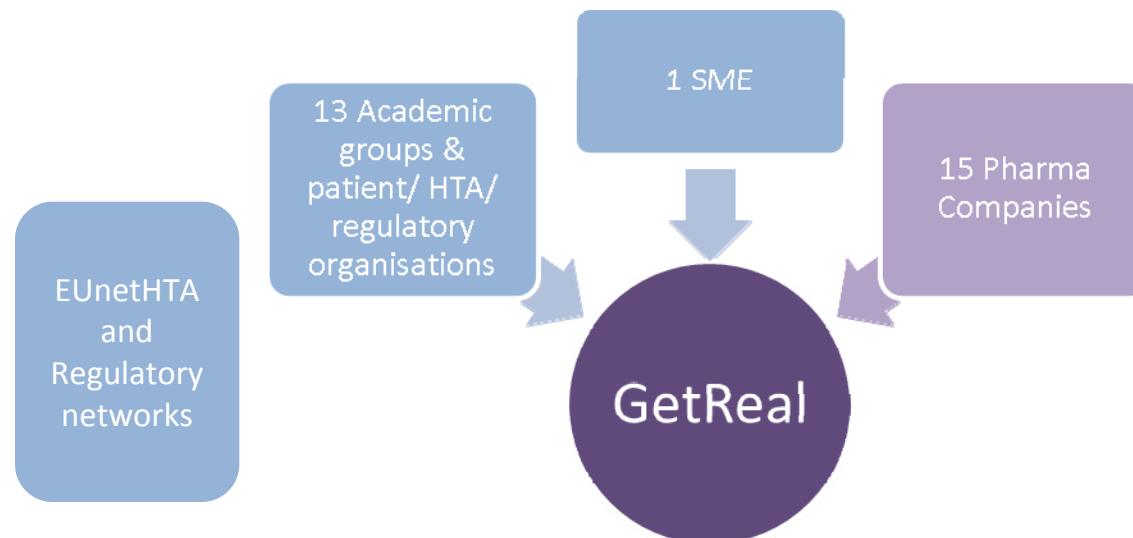 1 SME
13 Academic
groups &
patient/ HTA/
regulatory
organisations
15 Pharma
Companies
EUnetHTA
and
Regulatory
networks
GetReal